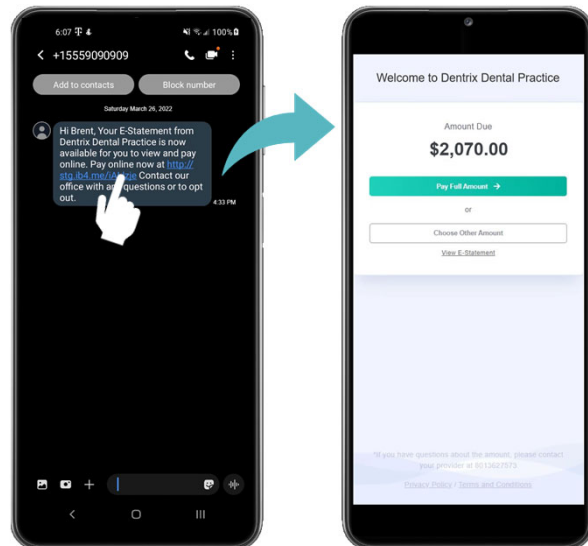 6:07
100%
+15559090909
Add to contacts
Block number
Saturday March 26, 2022
Hi Brent, Your E-Statement from
Dentrix Dental Practice is now
available for you to view and pay
online. Pay online now at http://
stg.ib4.me/ Contact our
office with any questions or to opt
out.
4:33 PM
Welcome to Dentrix Dental Practice
Amount Due
$2,070.00
Pay Full Amount →
or
Choose Other Amount
View E-Statement
*If you have questions about the amount, please contact
your provider at 8013627573.
Privacy Policy / Terms and Conditions